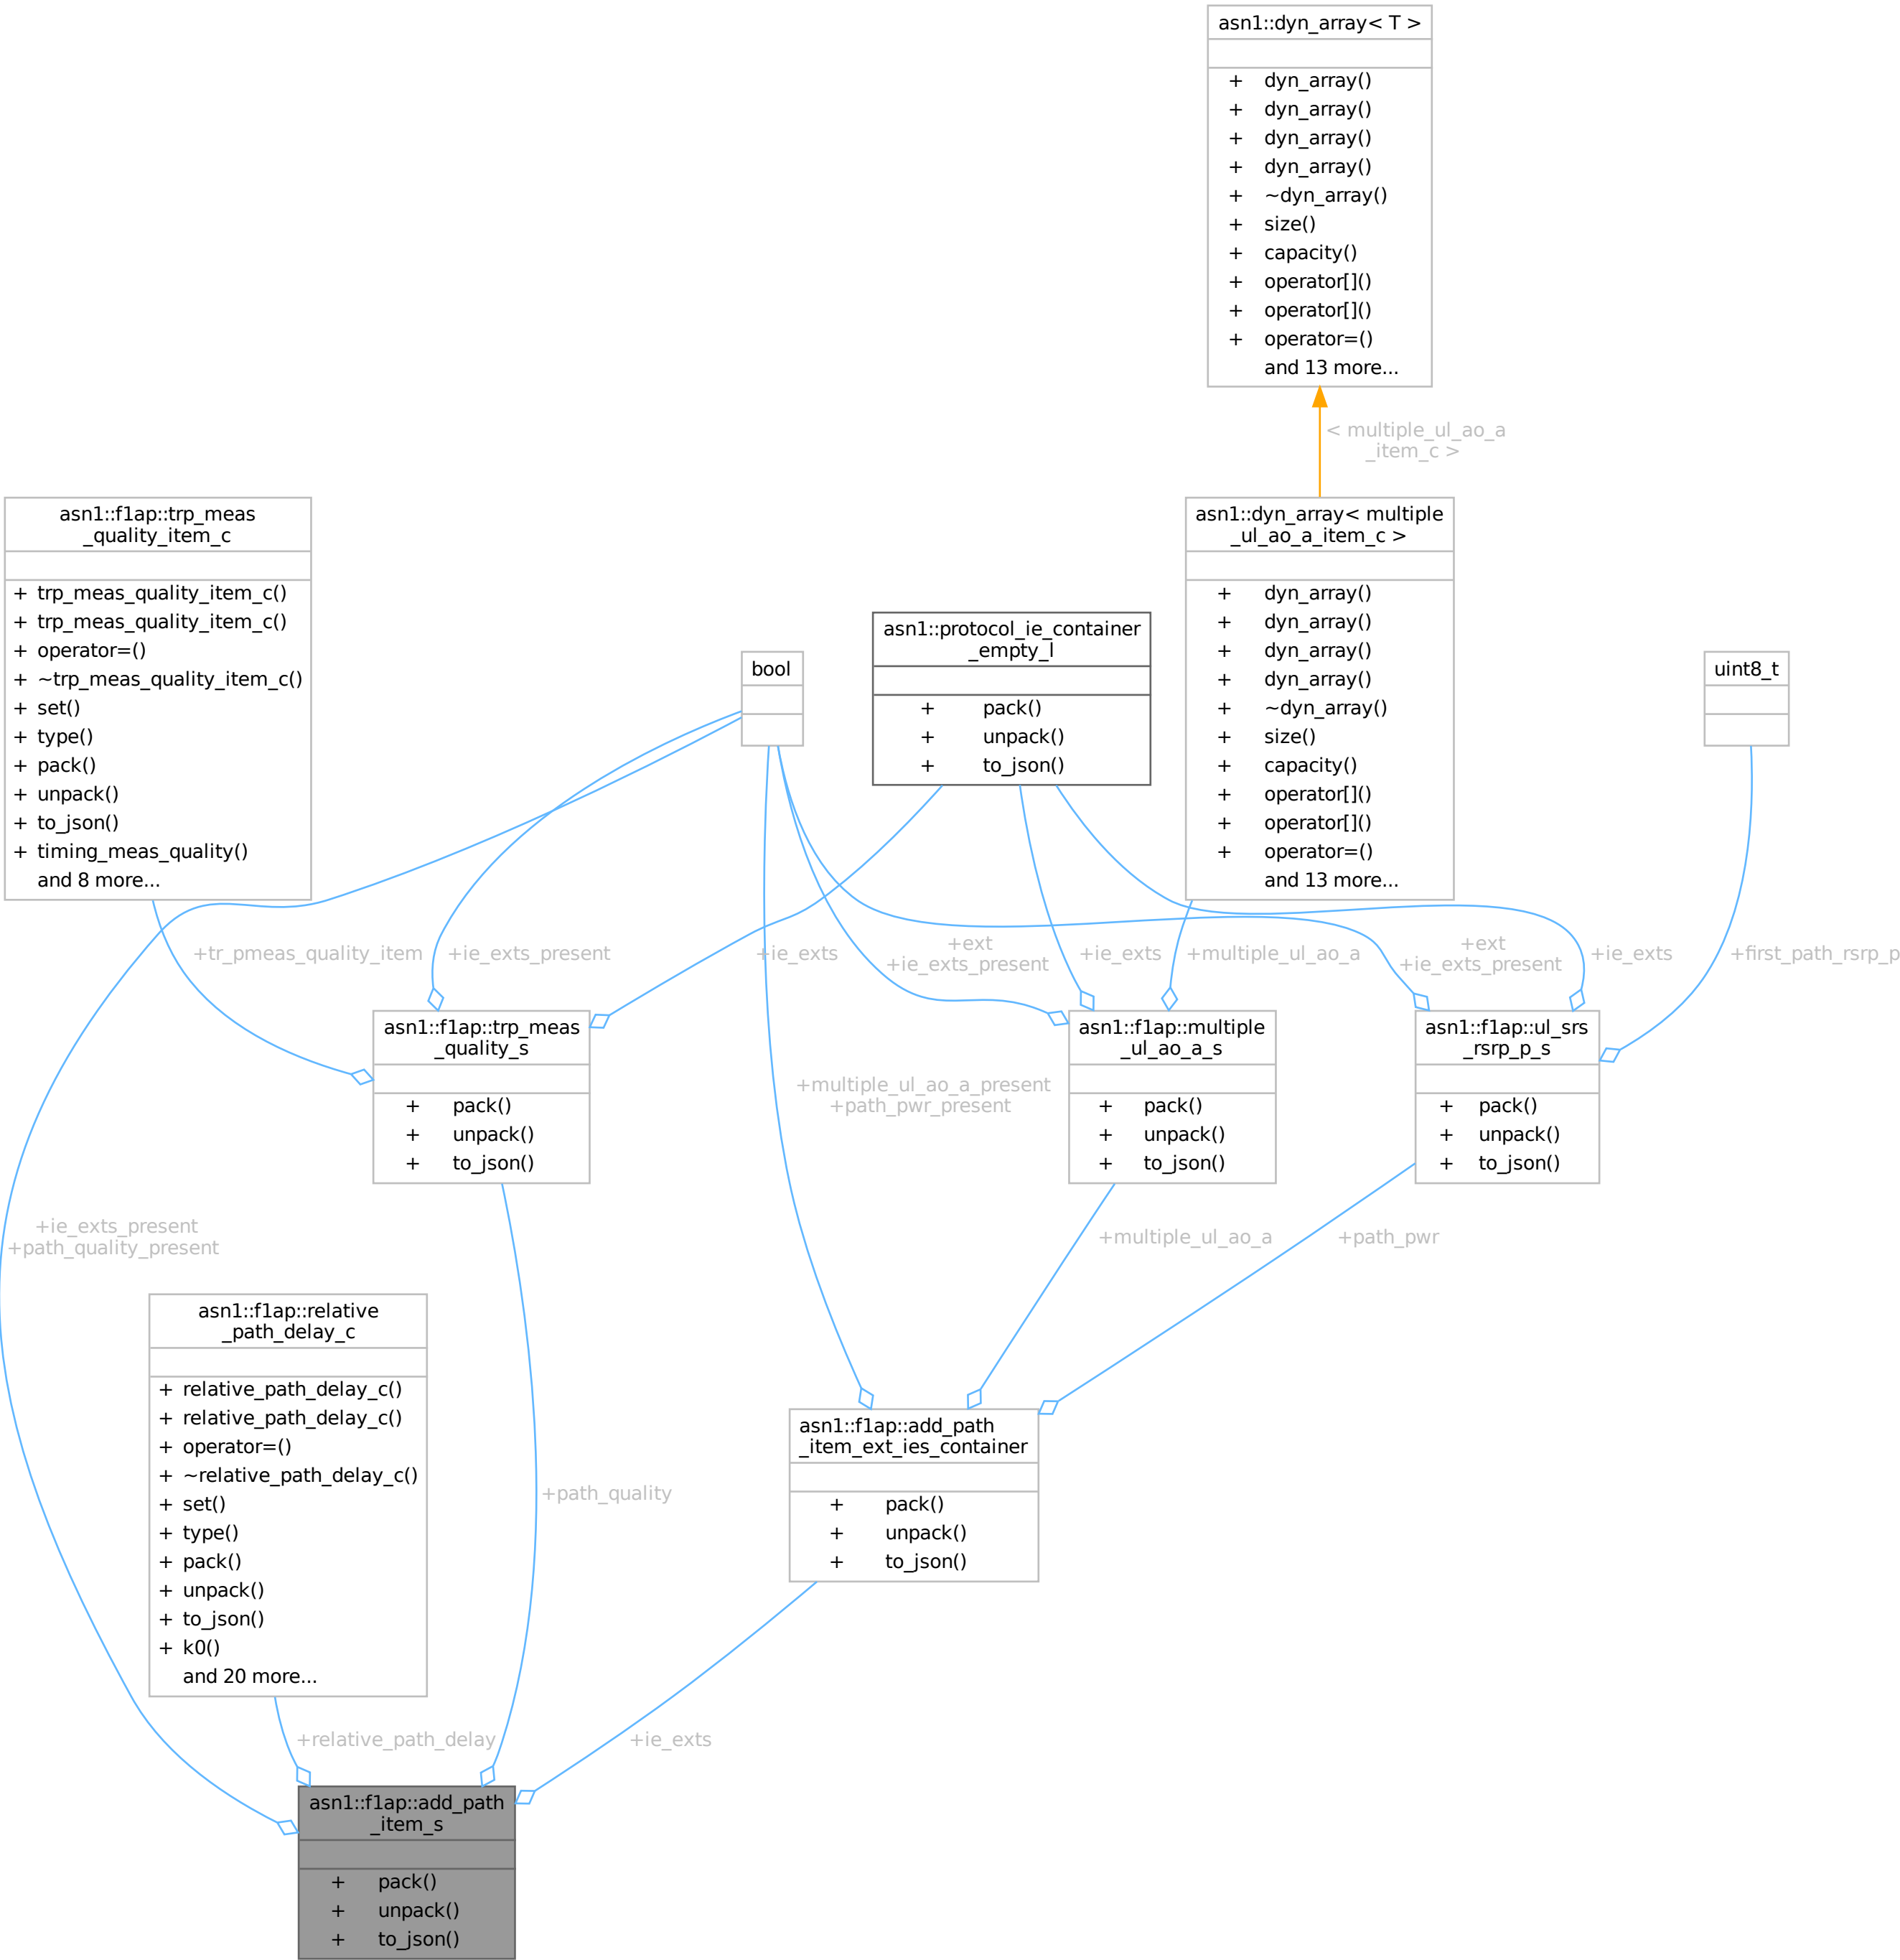 asn1::dyn_array< T >
+ dyn_array()
+ dyn_array()
+ dyn_array()
+ dyn_array()
+ ~dyn_array()
+ size()
+ capacity()
+ operator[]()
+ operator[]()
+ operator=()
and 13 more...
< multiple_ul_ao_a
_item_c >
asn1::f1ap::trp_meas
_quality_item_c
+ trp_meas_quality_item_c()
+ trp_meas_quality_item_c()
+ operator=()
+ ~trp_meas_quality_item_c()
+ set()
+ type()
+ pack()
+ unpack()
+ to_json()
+ timing_meas_quality()
and 8 more...
bool
asn1::protocol_ie_container
_empty_l
+ pack()
+ unpack()
+ to_json()
asn1::dyn_array< multiple
_ul_ao_a_item_c >
+ dyn_array()
+ dyn_array()
+ dyn_array()
+ dyn_array()
+ ~dyn_array()
+ size()
+ capacity()
+ operator[]()
+ operator[]()
+ operator=()
and 13 more...
uint8_t
+tr_pmeas_quality_item
+ie_exts_present
+ie_exts
+ext
+ie_exts_present
+ie_exts
+multiple_ul_ao_a
+ext
+ie_exts_present
+ie_exts
+first_path_rsrp_p
asn1::f1ap::trp_meas
_quality_s
+ pack()
+ unpack()
+ to_json()
+multiple_ul_ao_a_present
+path_pwr_present
asn1::f1ap::multiple
_ul_ao_a_s
+ pack()
+ unpack()
+ to_json()
asn1::f1ap::ul_srs
_rsrp_p_s
+ pack()
+ unpack()
+ to_json()
+ie_exts_present
+path_quality_present
+multiple_ul_ao_a
+path_pwr
asn1::f1ap::relative
_path_delay_c
+ relative_path_delay_c()
+ relative_path_delay_c()
+ operator=()
+ ~relative_path_delay_c()
+ set()
+ type()
+ pack()
+ unpack()
+ to_json()
+ k0()
and 20 more...
+path_quality
asn1::f1ap::add_path
_item_ext_ies_container
+ pack()
+ unpack()
+ to_json()
+relative_path_delay
+ie_exts
asn1::f1ap::add_path
_item_s
+ pack()
+ unpack()
+ to_json()